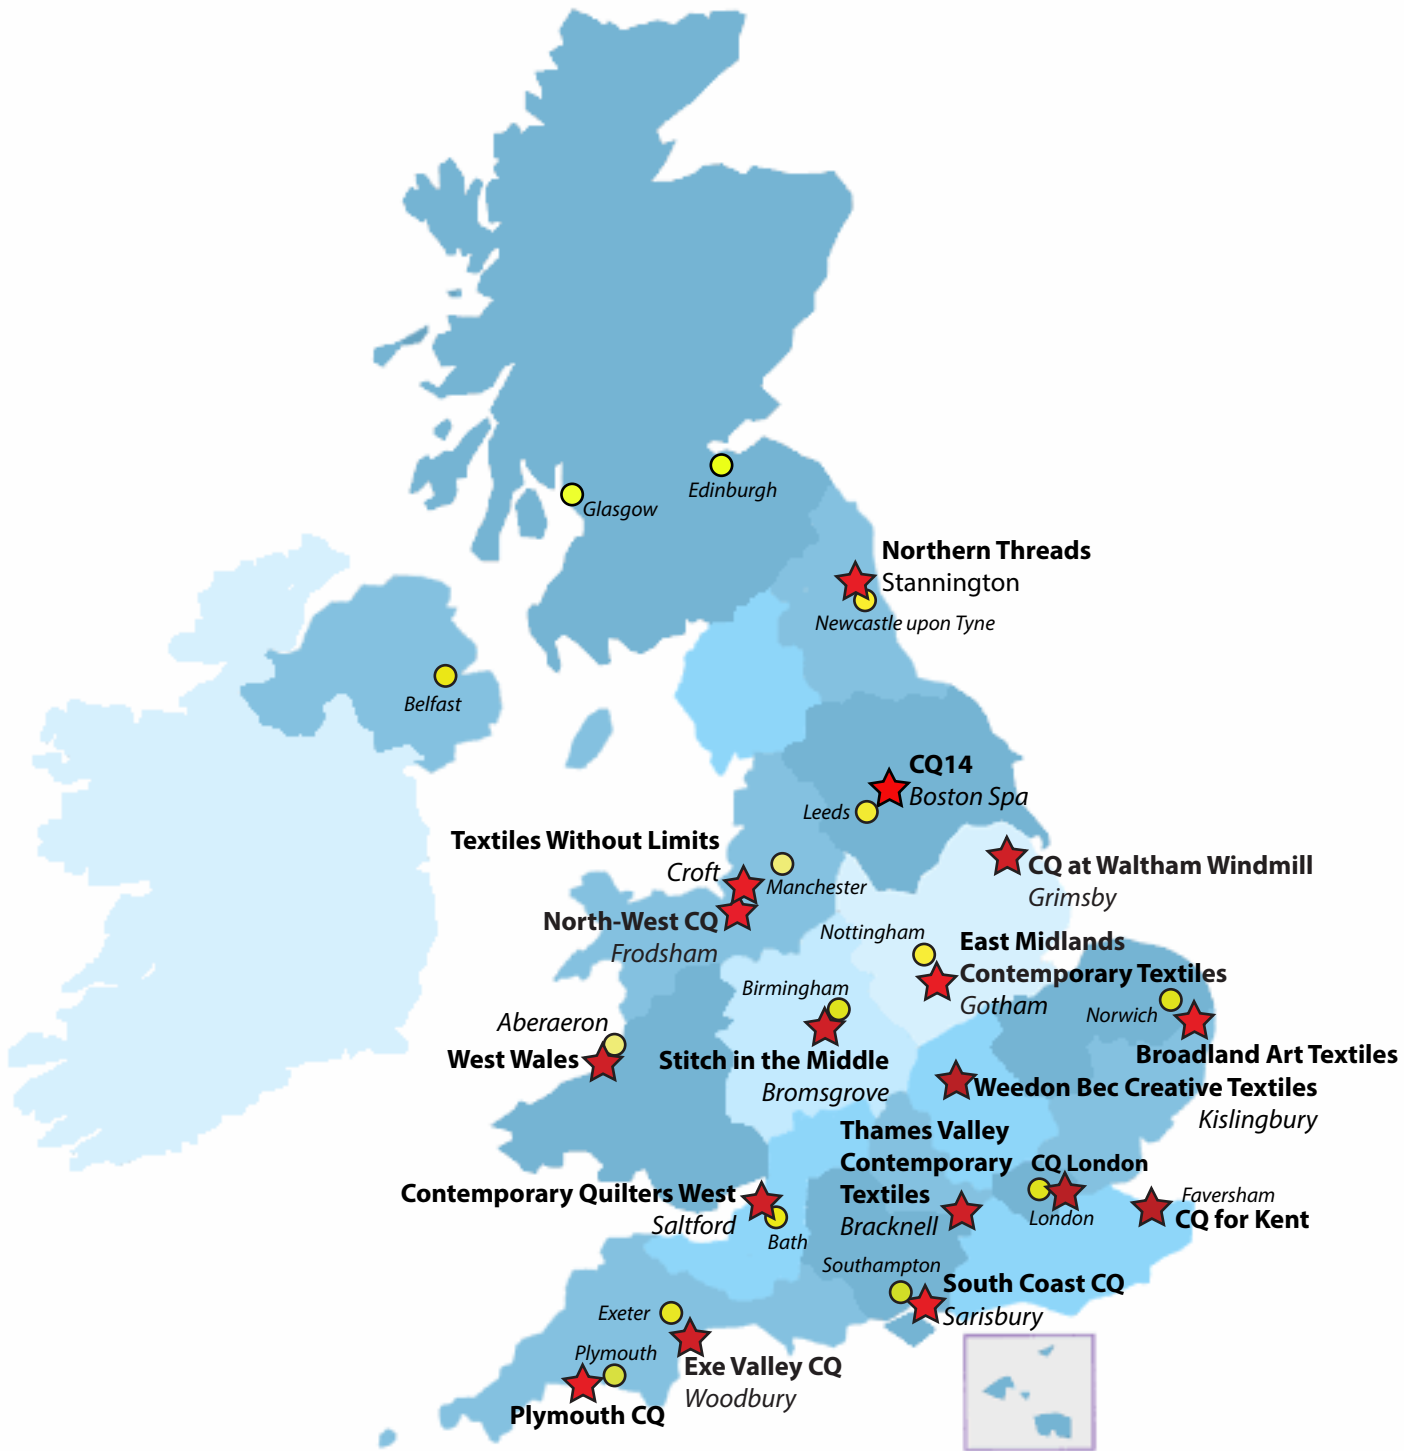 Edinburgh
Glasgow
Northern Threads
Stannington
Newcastle upon Tyne
Belfast
CQ14
Boston Spa
Leeds
Textiles Without Limits
Croft
Manchester
CQ at Waltham Windmill
Grimsby
North-West CQ
Frodsham
Nottingham
East Midlands
Contemporary Textiles
Gotham
Birmingham
Norwich
Aberaeron
West Wales
Stitch in the Middle
Bromsgrove
Broadland Art Textiles
Weedon Bec Creative Textiles
Kislingbury
Thames Valley
Contemporary
Textiles
Bracknell
CQ London
London
Faversham
CQ for Kent
Contemporary Quilters West
Saltford
Bath
Southampton
South Coast CQ
Sarisbury
Exeter
Exe Valley CQ
Woodbury
Plymouth
Plymouth CQ